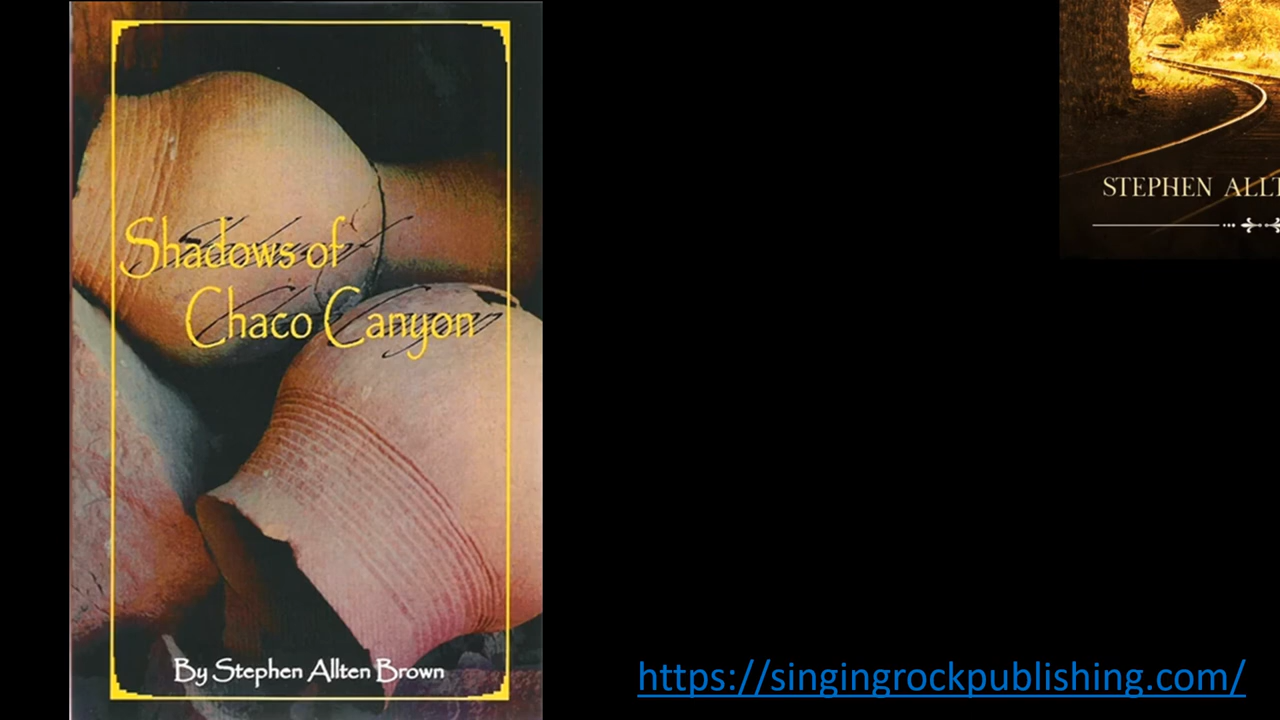 Shadows of
Chaco Canyon
By Stephen Allten Brown
STEPHEN ALLT
https://singingrockpublishing.com/